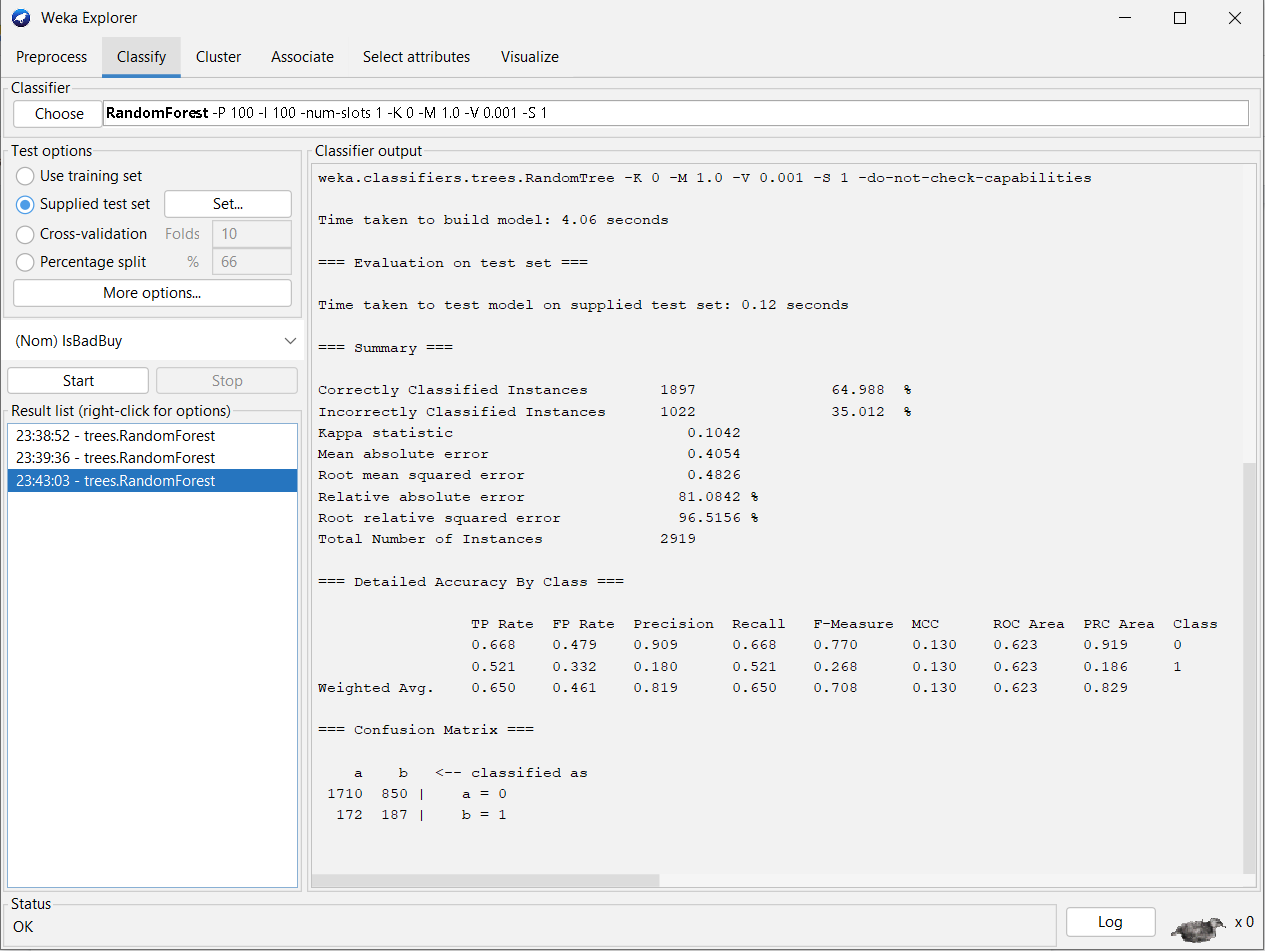 Weka Explorer
Preprocess Classify Cluster Associate Select attributes Visualize
Classifier
Choose RandomForest -P 100 -I 100 -num-slots 1 -K 0 -M 1.0 -V 0.001 -S 1
Test options
Use training set
Supplied test set Set...
Cross-validation Folds 10
Percentage split % 66
More options...
(Nom) IsBadBuy
Start Stop
Result list (right-click for options)
23:38:52 - trees.RandomForest
23:39:36 - trees.RandomForest
23:43:03 - trees.RandomForest
Classifier output
weka.classifiers.trees.RandomTree -K 0 -M 1.0 -V 0.001 -S 1 -do-not-check-capabilities
Time taken to build model: 4.06 seconds
=== Evaluation on test set ===
Time taken to test model on supplied test set: 0.12 seconds
=== Summary ===
Correctly Classified Instances 1897 64.988 %
Incorrectly Classified Instances 1022 35.012 %
Kappa statistic 0.1042
Mean absolute error 0.4054
Root mean squared error 0.4826
Relative absolute error 81.0842 %
Root relative squared error 96.5156 %
Total Number of Instances 2919
=== Detailed Accuracy By Class ===
TP Rate FP Rate Precision Recall F-Measure MCC ROC Area PRC Area Class
0.668 0.479 0.909 0.668 0.770 0.130 0.623 0.919 0
0.521 0.332 0.180 0.521 0.268 0.130 0.623 0.186 1
Weighted Avg. 0.650 0.461 0.819 0.650 0.708 0.130 0.623 0.829
=== Confusion Matrix ===
a b <-- classified as
1710 850 | a = 0
172 187 | b = 1
Status
OK
Log x 0